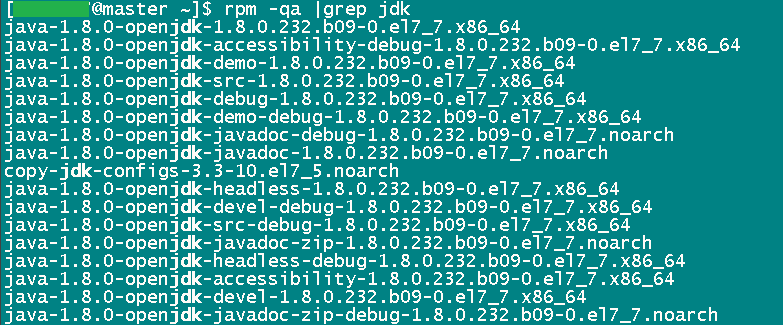 [@master ~]$ rpm -qa |grep jdk
java-1.8.0-openjdk-1.8.0.232.b09-0.el7_7.x86_64
java-1.8.0-openjdk-accessibility-debug-1.8.0.232.b09-0.el7_7.x86_64
java-1.8.0-openjdk-demo-1.8.0.232.b09-0.el7_7.x86_64
java-1.8.0-openjdk-src-1.8.0.232.b09-0.el7_7.x86_64
java-1.8.0-openjdk-debug-1.8.0.232.b09-0.el7_7.x86_64
java-1.8.0-openjdk-demo-debug-1.8.0.232.b09-0.el7_7.x86_64
java-1.8.0-openjdk-javadoc-debug-1.8.0.232.b09-0.el7_7.noarch
java-1.8.0-openjdk-javadoc-1.8.0.232.b09-0.el7_7.noarch
copy-jdk-configs-3.3-10.el7_5.noarch
java-1.8.0-openjdk-headless-1.8.0.232.b09-0.el7_7.x86_64
java-1.8.0-openjdk-devel-debug-1.8.0.232.b09-0.el7_7.x86_64
java-1.8.0-openjdk-src-debug-1.8.0.232.b09-0.el7_7.x86_64
java-1.8.0-openjdk-javadoc-zip-1.8.0.232.b09-0.el7_7.noarch
java-1.8.0-openjdk-headless-debug-1.8.0.232.b09-0.el7_7.x86_64
java-1.8.0-openjdk-accessibility-1.8.0.232.b09-0.el7_7.x86_64
java-1.8.0-openjdk-devel-1.8.0.232.b09-0.el7_7.x86_64
java-1.8.0-openjdk-javadoc-zip-debug-1.8.0.232.b09-0.el7_7.noarch